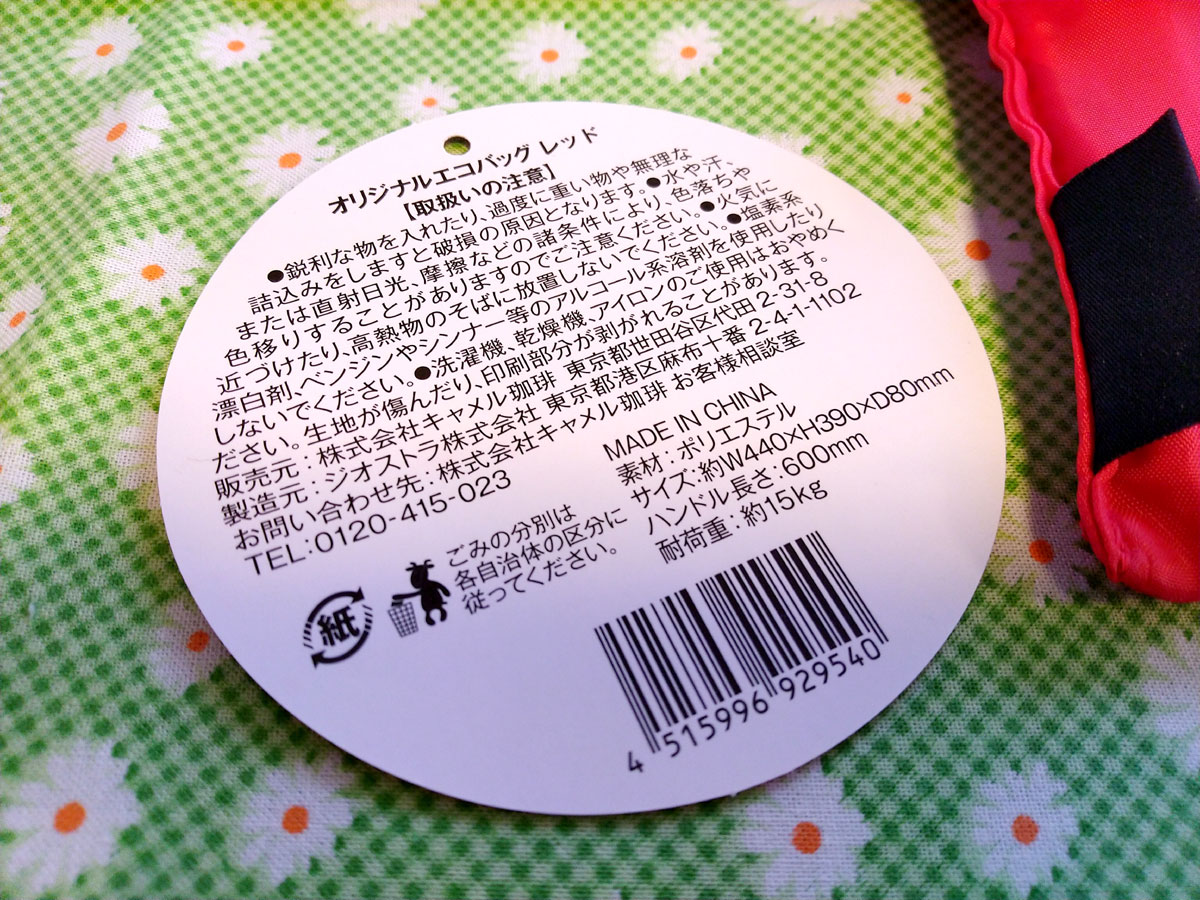 オリジナルエコバッグ レッド
【取扱いの注意】
●鋭利な物を入れたり、過度に重い物や無理な
詰込みをしますと破損の原因となります。●水や汗、
または直射日光、摩擦などの諸条件により、色落ちや
色移りすることがありますのでご注意ください。●火気に
近づけたり、高熱物のそばに放置しないでください。●塩素系
漂白剤、ベンジンやシンナー等のアルコール系溶剤を使用したり
しないでください。●洗濯機、乾燥機、アイロンのご使用はおやめく
ださい。生地が傷んだり、印刷部分が剥がれることがあります。
販売元:株式会社キャメル珈琲 東京都世田谷区代田2-31-8
製造元:ジオストラ株式会社 東京都港区麻布十番2-4-1-1102
お問い合わせ先:株式会社キャメル珈琲 お客様相談室
TEL:0120-415-023
MADE IN CHINA
素材:ポリエステル
サイズ:約W440×H390×D80mm
ハンドル長さ:600mm
耐荷重:約15kg
紙
ごみの分別は
各自治体の区分に
従ってください。
4 515996 929540